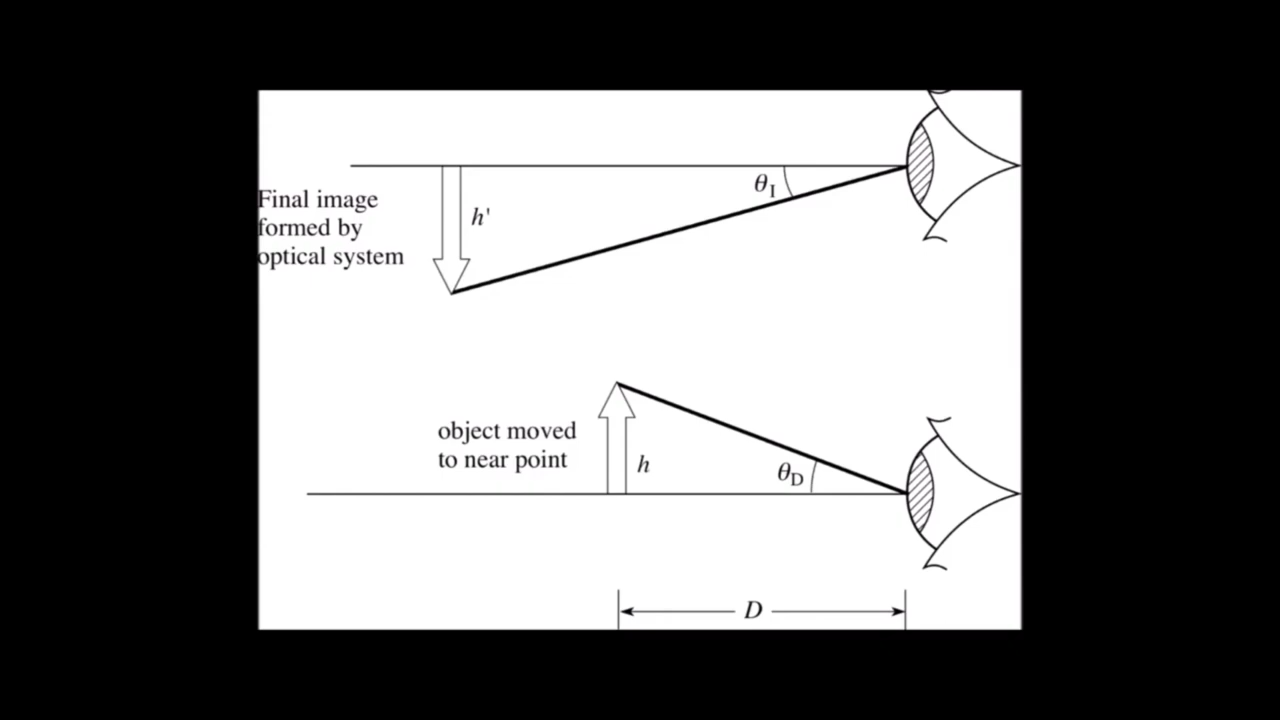 θI
Final image
formed by
optical system
h'
object moved
to near point
h
θD
D